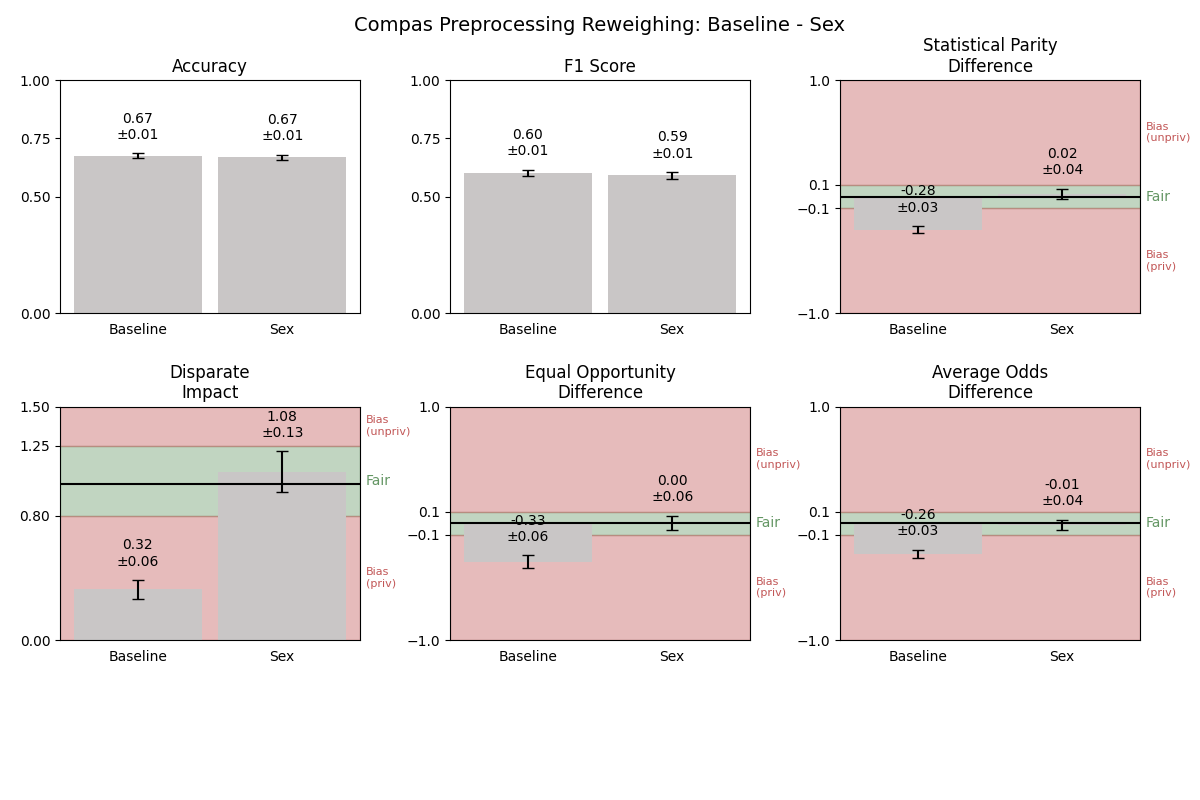 Compas Preprocessing Reweighing: Baseline - Sex
Accuracy
1.00
0.75
0.50
0.00
0.67
±0.01
0.67
±0.01
Baseline
Sex
F1 Score
1.00
0.75
0.50
0.00
0.60
±0.01
0.59
±0.01
Baseline
Sex
Statistical Parity
Difference
1.0
0.1
−0.1
−1.0
-0.28
±0.03
0.02
±0.04
Bias
(unpriv)
Fair
Bias
(priv)
Baseline
Sex
Disparate
Impact
1.50
1.25
0.80
0.00
0.32
±0.06
1.08
±0.13
Bias
(unpriv)
Fair
Bias
(priv)
Baseline
Sex
Equal Opportunity
Difference
1.0
0.1
−0.1
−1.0
-0.33
±0.06
0.00
±0.06
Bias
(unpriv)
Fair
Bias
(priv)
Baseline
Sex
Average Odds
Difference
1.0
0.1
−0.1
−1.0
-0.26
±0.03
-0.01
±0.04
Bias
(unpriv)
Fair
Bias
(priv)
Baseline
Sex